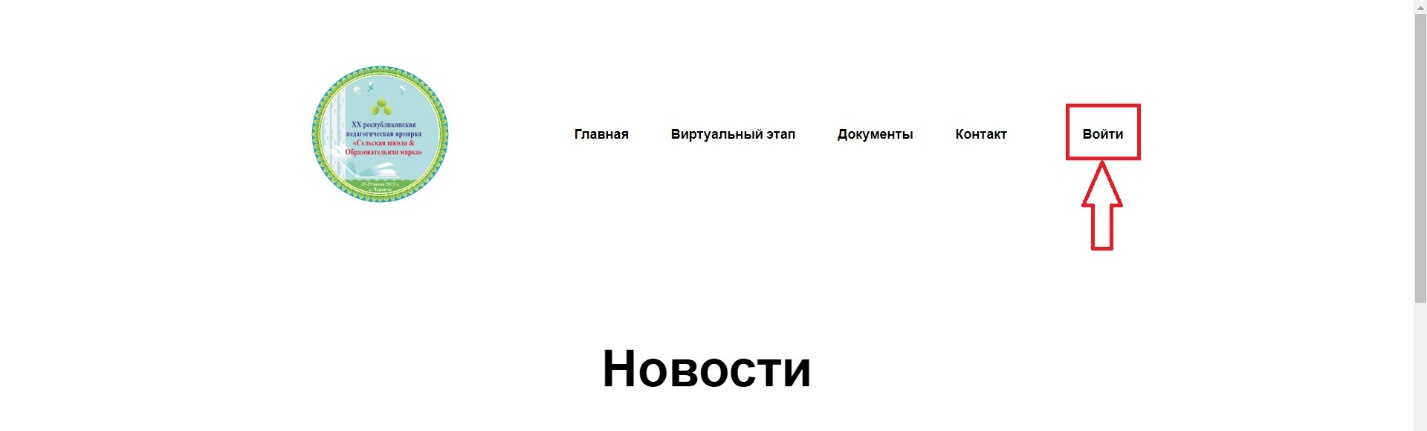 XX республиканская
педагогическая ярмарка
«Сельская школа &
Образовательная марка»
Главная
Виртуальный этап
Документы
Контакт
Войти
Новости